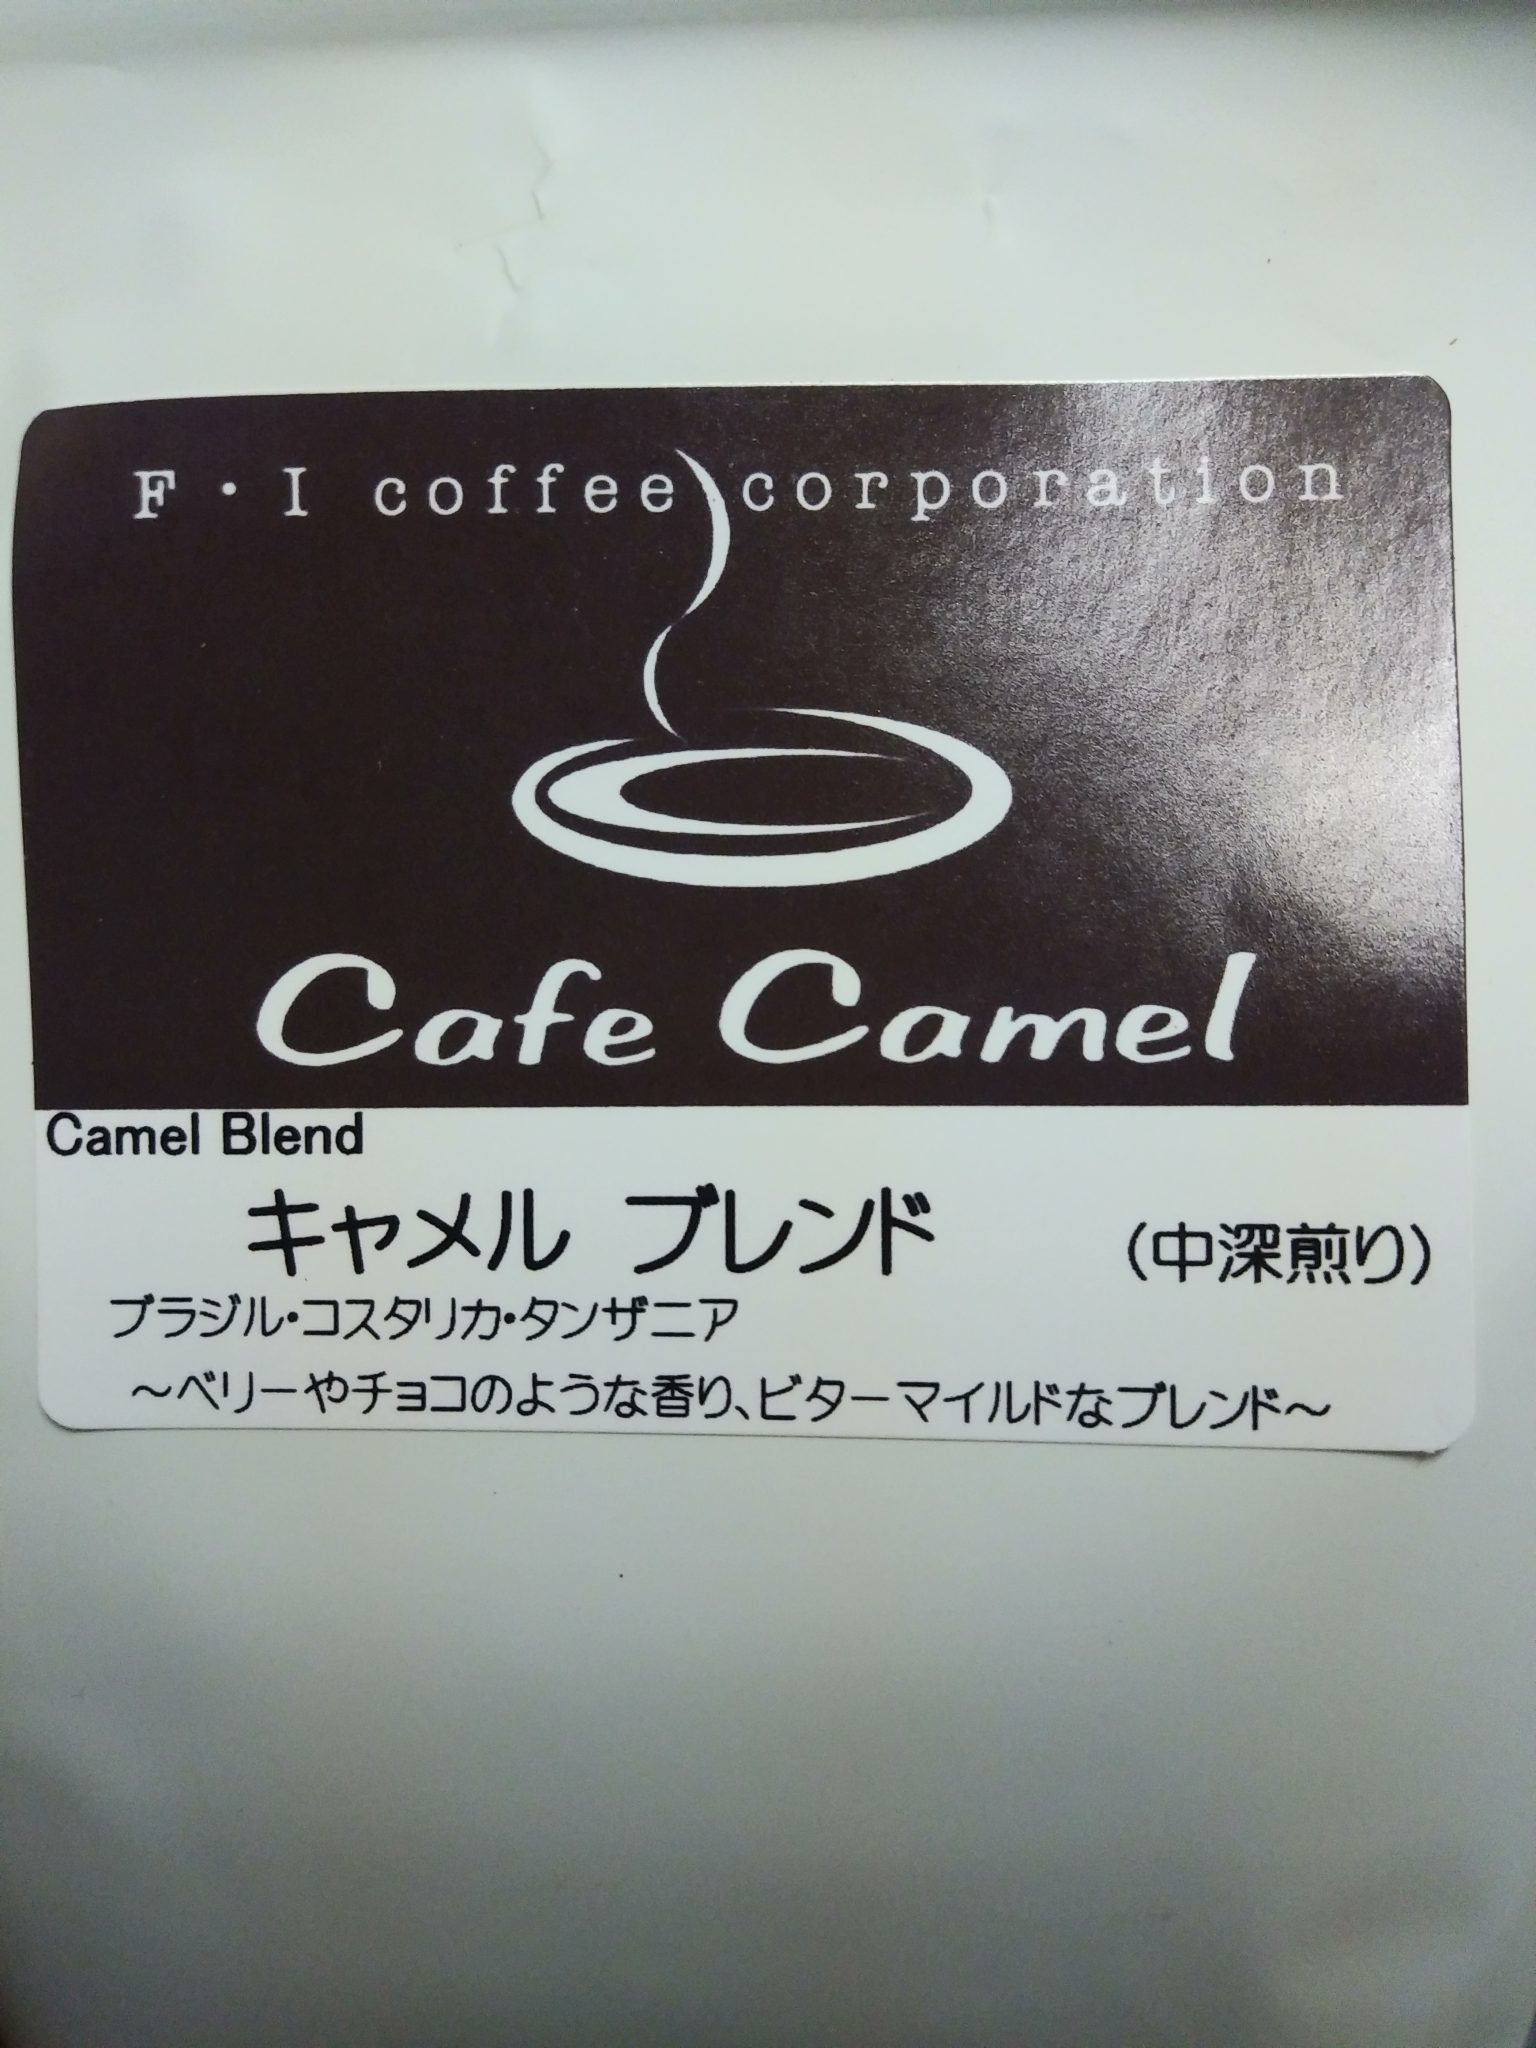 F・I coffee corporation
Cafe Camel
Camel Blend
キャメル ブレンド （中深煎り）
ブラジル・コスタリカ・タンザニア
～ベリーやチョコのような香り、ビターマイルドなブレンド～